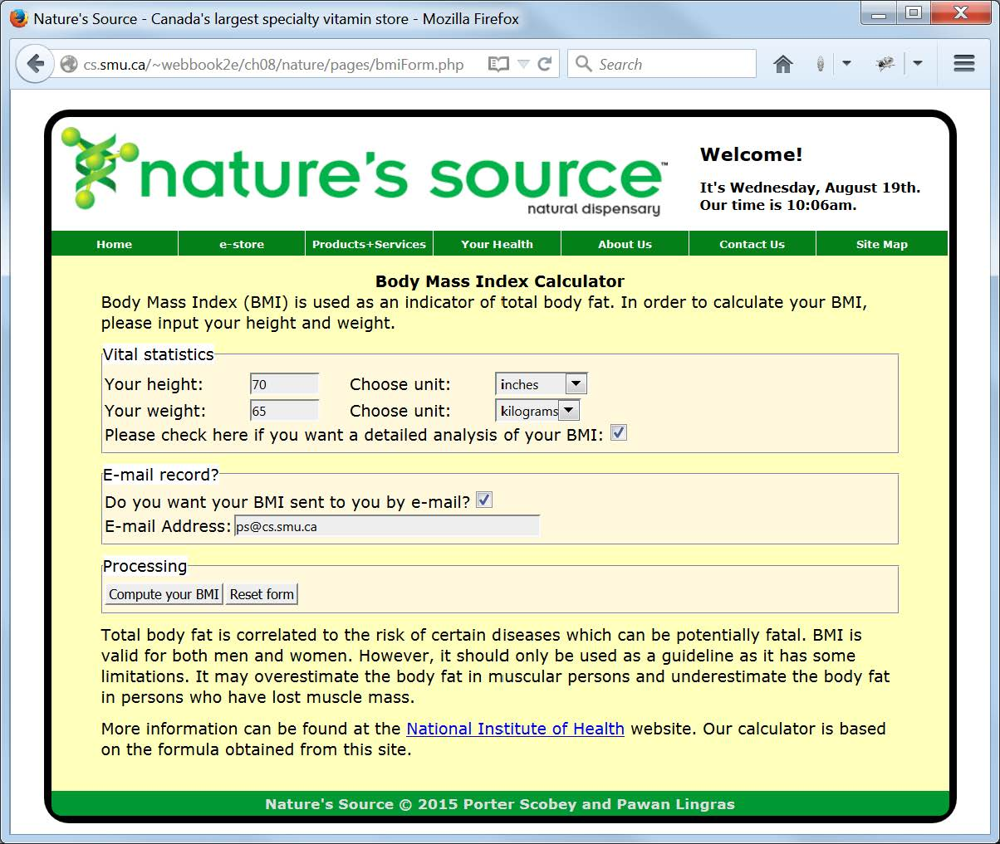 Nature's Source - Canada's largest specialty vitamin store - Mozilla Firefox
cs.smu.ca/~webbook2e/ch08/nature/pages/bmiForm.php Search
nature's source™
natural dispensary
Welcome!
It's Wednesday, August 19th.
Our time is 10:06am.
Home e-store Products+Services Your Health About Us Contact Us Site Map
Body Mass Index Calculator
Body Mass Index (BMI) is used as an indicator of total body fat. In order to calculate your BMI,
please input your height and weight.
Vital statistics
Your height: 70 Choose unit: inches
Your weight: 65 Choose unit: kilograms
Please check here if you want a detailed analysis of your BMI:
E-mail record?
Do you want your BMI sent to you by e-mail?
E-mail Address: ps@cs.smu.ca
Processing
Compute your BMI Reset form
Total body fat is correlated to the risk of certain diseases which can be potentially fatal. BMI is
valid for both men and women. However, it should only be used as a guideline as it has some
limitations. It may overestimate the body fat in muscular persons and underestimate the body fat
in persons who have lost muscle mass.
More information can be found at the National Institute of Health website. Our calculator is based
on the formula obtained from this site.
Nature's Source © 2015 Porter Scobey and Pawan Lingras